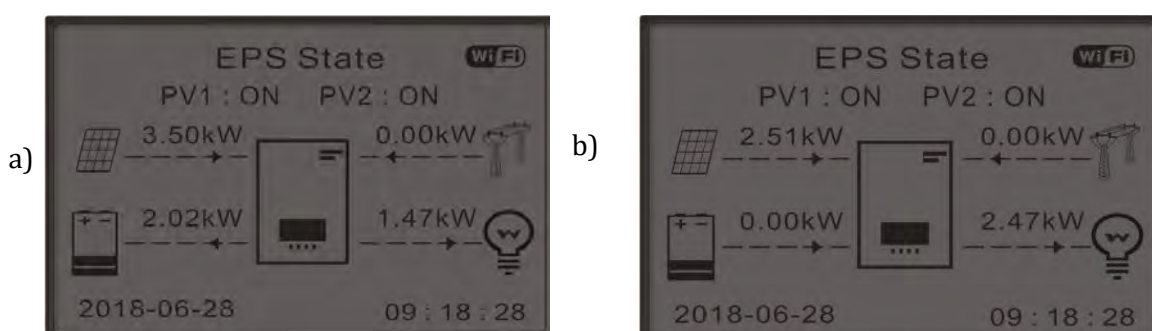 a)
EPS State WiFi
PV1 : ON PV2 : ON
3.50kW 0.00kW
+ -
2.02kW 1.47kW
W
2018-06-28 09 : 18 : 28
b)
EPS State WiFi
PV1 : ON PV2 : ON
2.51kW 0.00kW
+ -
0.00kW 2.47kW
W
2018-06-28 09 : 18 : 28